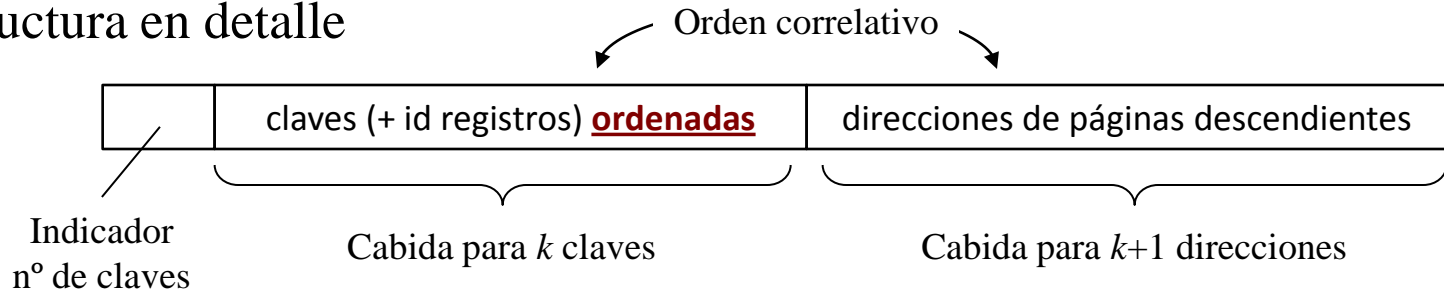 uctura en detalle
Orden correlativo
claves (+ id registros) ordenadas
direcciones de páginas descendientes
Indicador
nº de claves
Cabida para k claves
Cabida para k+1 direcciones